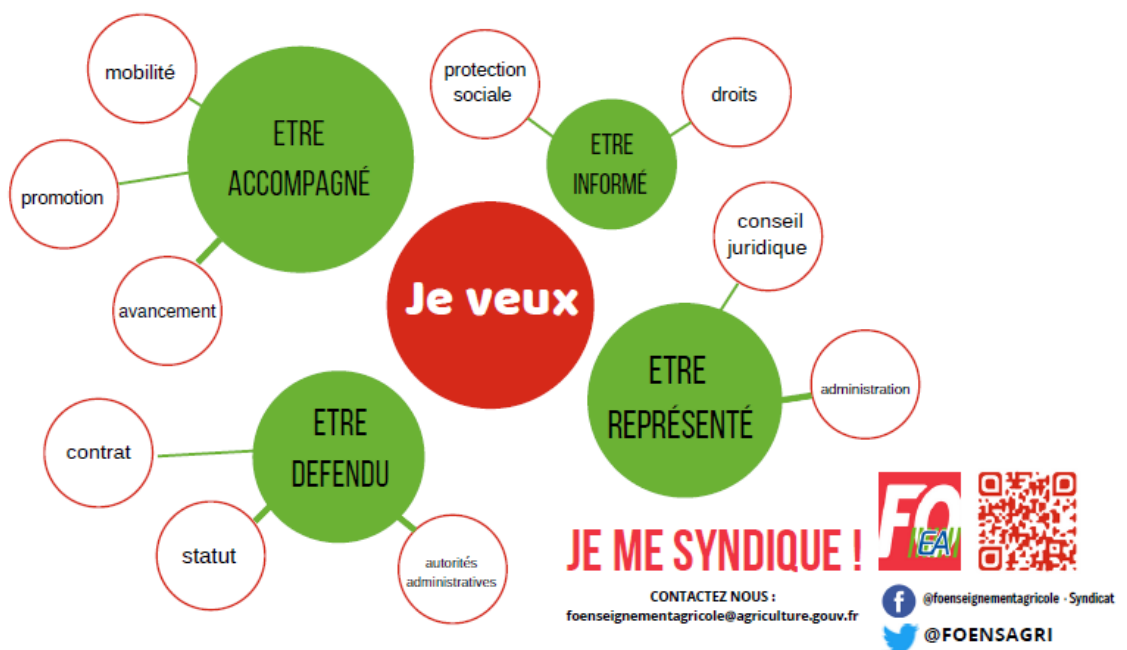 mobilité
promotion
avancement
ETRE
ACCOMPAGNÉ
protection
sociale
droits
ETRE
INFORMÉ
Je veux
conseil
juridique
administration
ETRE
REPRÉSENTÉ
contrat
statut
autorités
administratives
ETRE
DEFENDU
JE ME SYNDIQUE !
FO
EA
CONTACTEZ NOUS :
foenseignementagricole@agriculture.gouv.fr
f
@foenseignementagricole - Syndicat
@FOENSAGRI